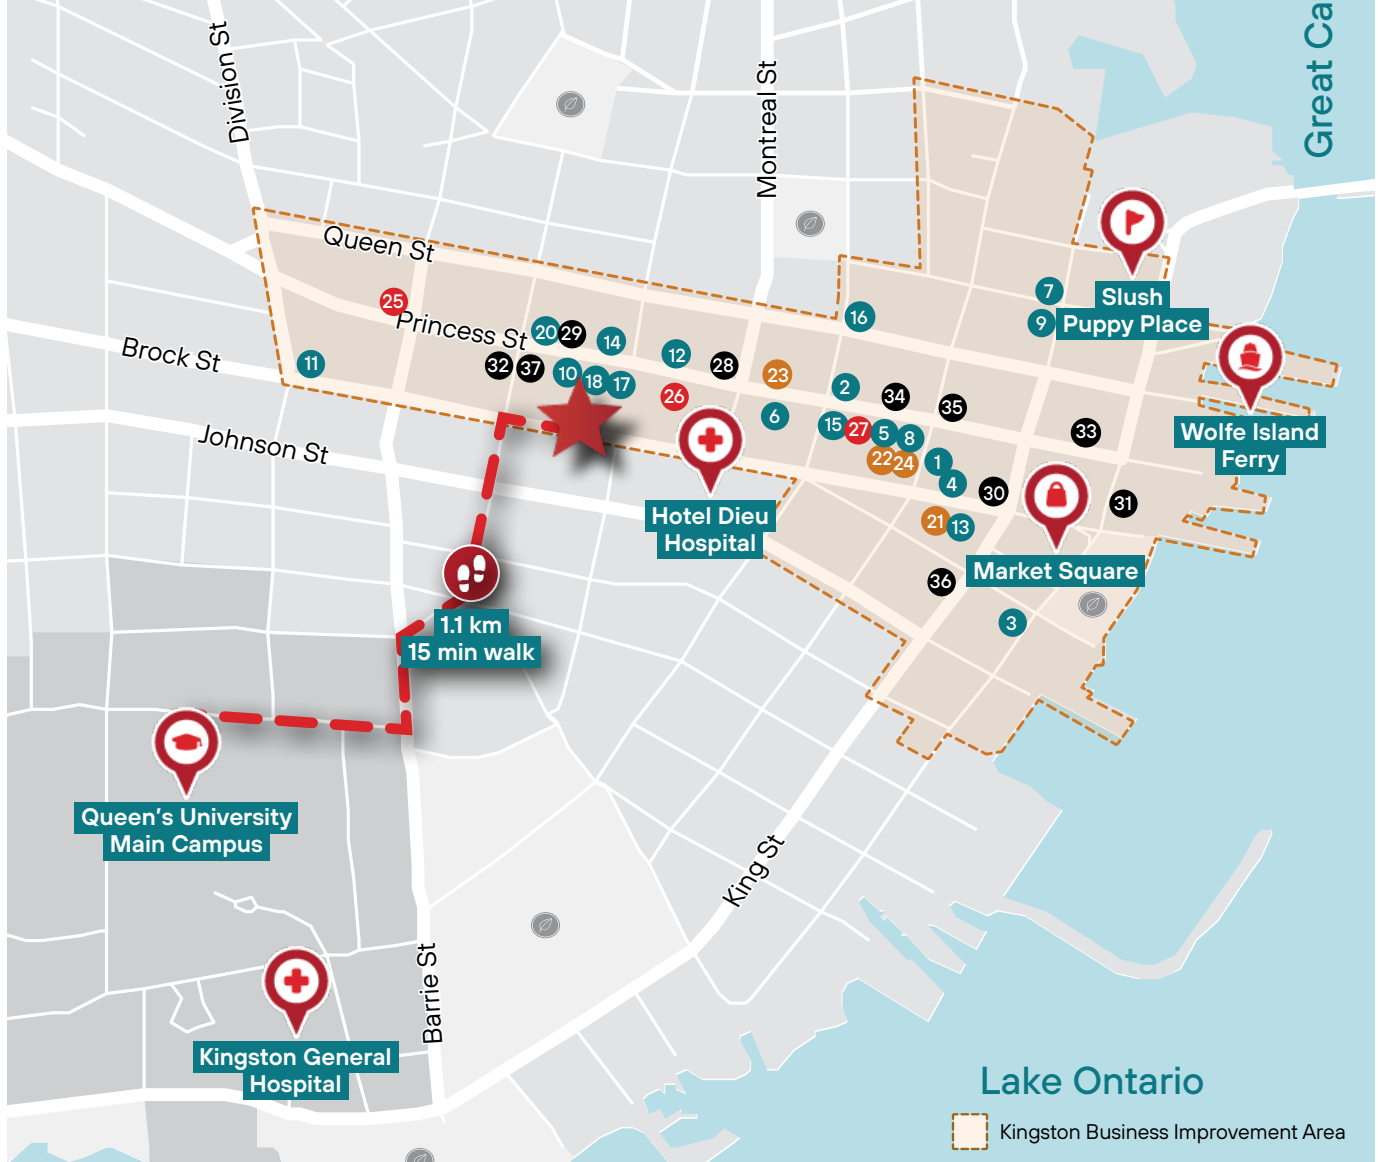 Great Ca
Division St
Montreal St
Queen St
Slush
Puppy Place
7
9
25
16
Princess St
20
29
14
12
28
23
2
34
35
33
Brock St
11
32
37
10
18
17
26
6
15
27
5
8
22
24
1
4
30
31
21
13
36
3
Wolfe Island
Ferry
Johnson St
Hotel Dieu
Hospital
Market Square
1.1 km
15 min walk
Queen's University
Main Campus
King St
Barrie St
Kingston General
Hospital
Lake Ontario
Kingston Business Improvement Area